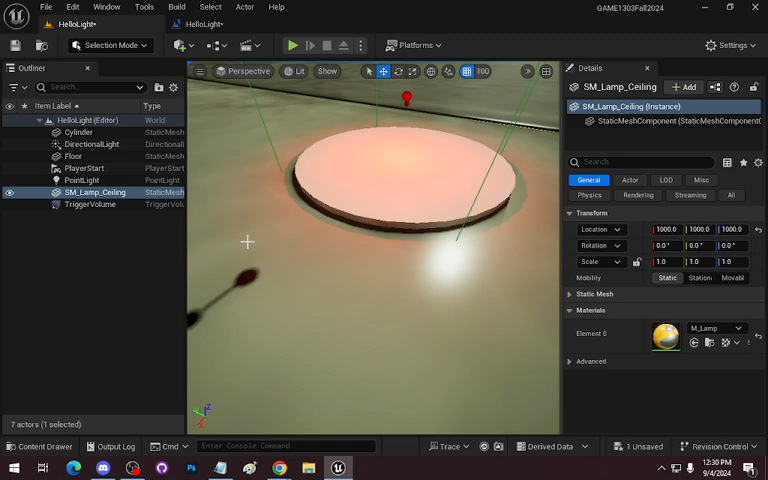 File Edit Window Tools Build Select Actor Help
GAME1303Fall2024
HelloLight*
HelloLight*
Selection Mode
Platforms
Settings
Outliner
Search...
Item Label Type
HelloLight (Editor) World
Cylinder StaticMesh
DirectionalLight Directional
Floor StaticMesh
PlayerStart PlayerStart
PointLight PointLight
SM_Lamp_Ceiling StaticMesh
TriggerVolume TriggerVolu
7 actors (1 selected)
Perspective Lit Show 100
Details
SM_Lamp_Ceiling Add
SM_Lamp_Ceiling (Instance)
StaticMeshComponent (StaticMeshComponent0
Search
General Actor LOD Misc
Physics Rendering Streaming All
Transform
Location 1000.0 1000.0 1000.0
Rotation 0.0° 0.0° 0.0°
Scale 1.0 1.0 1.0
Mobility Static Station Movabl
Static Mesh
Materials
Element 0 M_Lamp
Advanced
Content Drawer Output Log Cmd Enter Console Command Trace Derived Data 1 Unsaved Revision Control
12:30 PM
9/4/2024